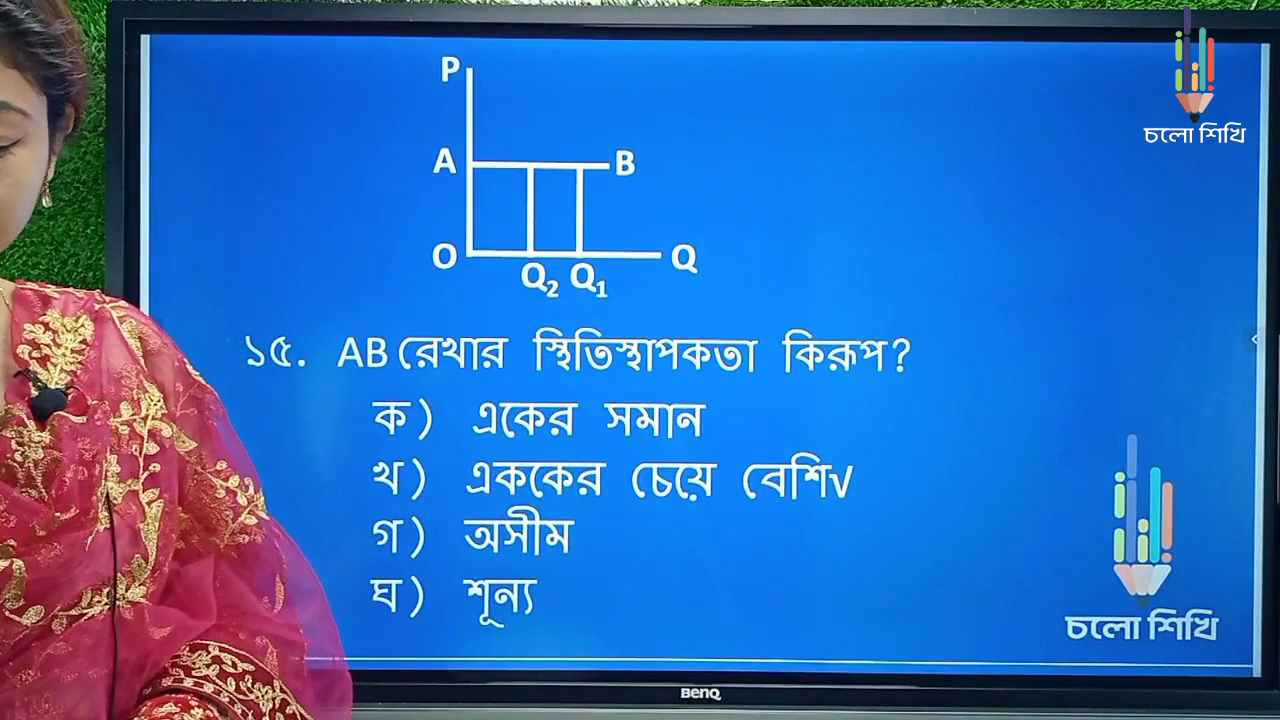 P
চলো শিখি
A B
O Q
Q2 Q1
১৫. AB রেখার স্থিতিস্থাপকতা কিরূপ?
ক) একের সমান
খ) এককের চেয়ে বেশি√
গ) অসীম
ঘ) শূন্য
চলো শিখি
BenQ